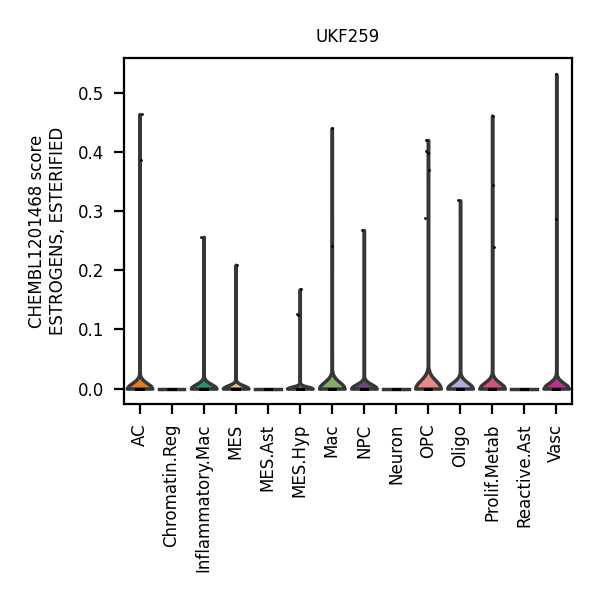 UKF259
CHEMBL1201468 score
ESTROGENS, ESTERIFIED
0.5
0.4
0.3
0.2
0.1
0.0
AC
Chromatin.Reg
Inflammatory.Mac
MES
MES.Ast
MES.Hyp
Mac
NPC
Neuron
OPC
Oligo
Prolif.Metab
Reactive.Ast
Vasc